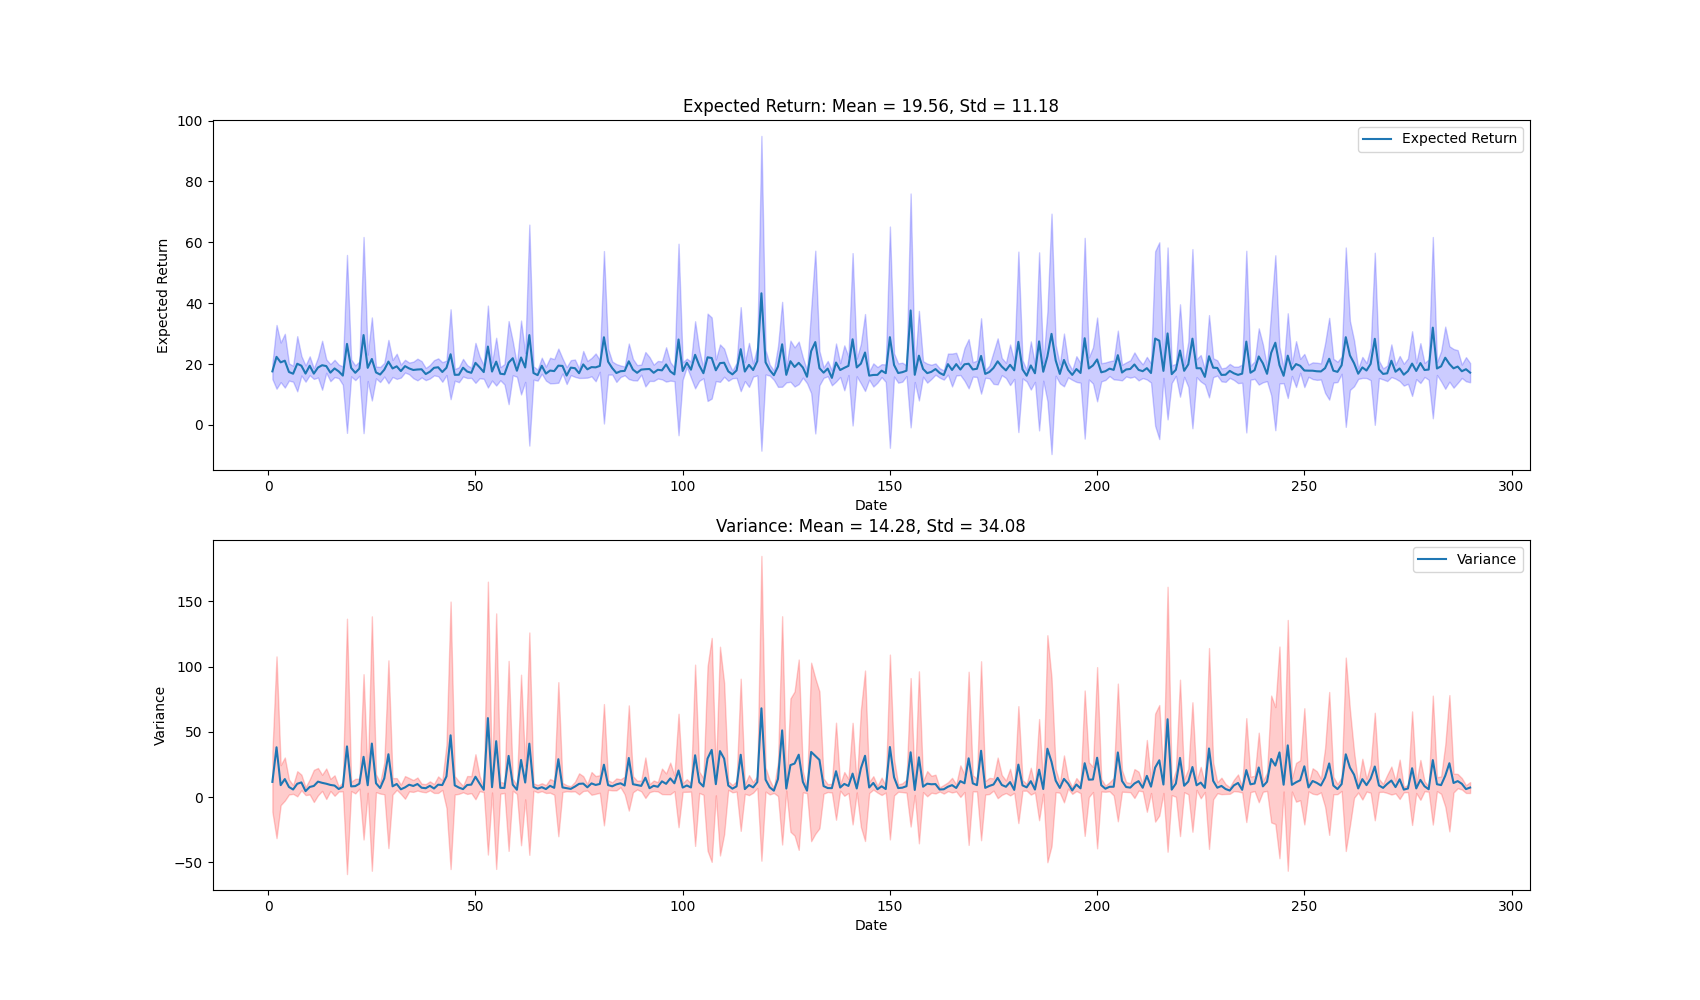 Expected Return: Mean = 19.56, Std = 11.18
100
80
60
40
20
0
Expected Return
Expected Return
0 50 100 150 200 250 300
Date
Variance: Mean = 14.28, Std = 34.08
150
100
50
0
−50
Variance
Variance
0 50 100 150 200 250 300
Date